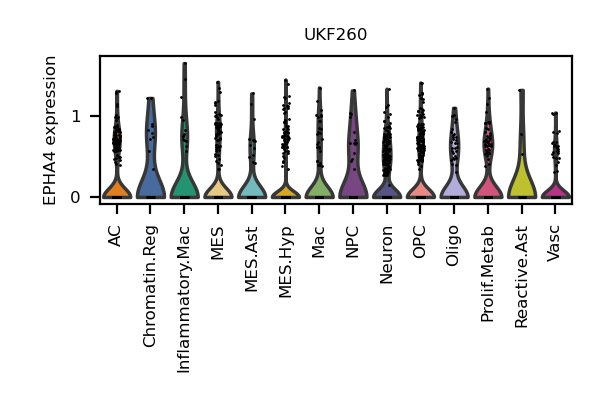 UKF260
EPHA4 expression
1
0
AC
Chromatin.Reg
Inflammatory.Mac
MES
MES.Ast
MES.Hyp
Mac
NPC
Neuron
OPC
Oligo
Prolif.Metab
Reactive.Ast
Vasc